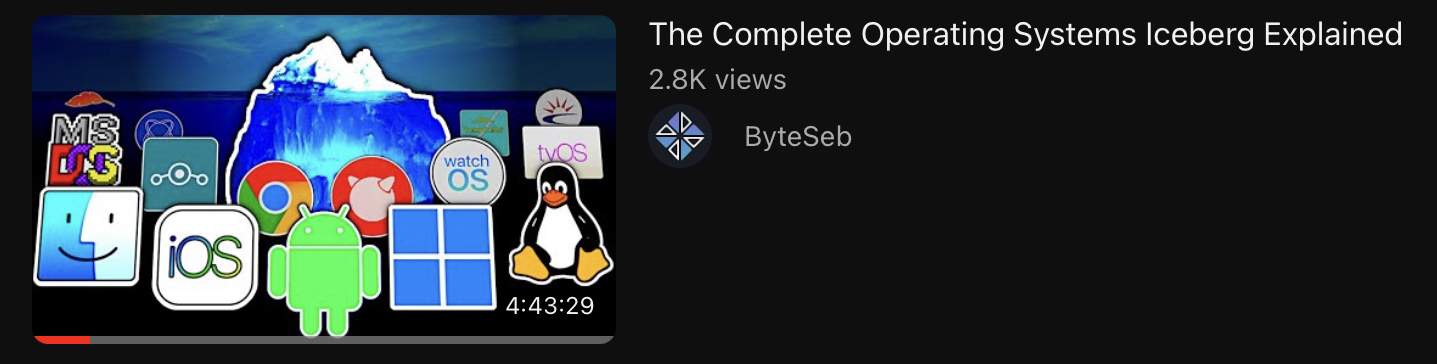 The Complete Operating Systems Iceberg Explained
2.8K views
ByteSeb
MS
DOS
watch
OS
tvOS
iOS
4:43:29